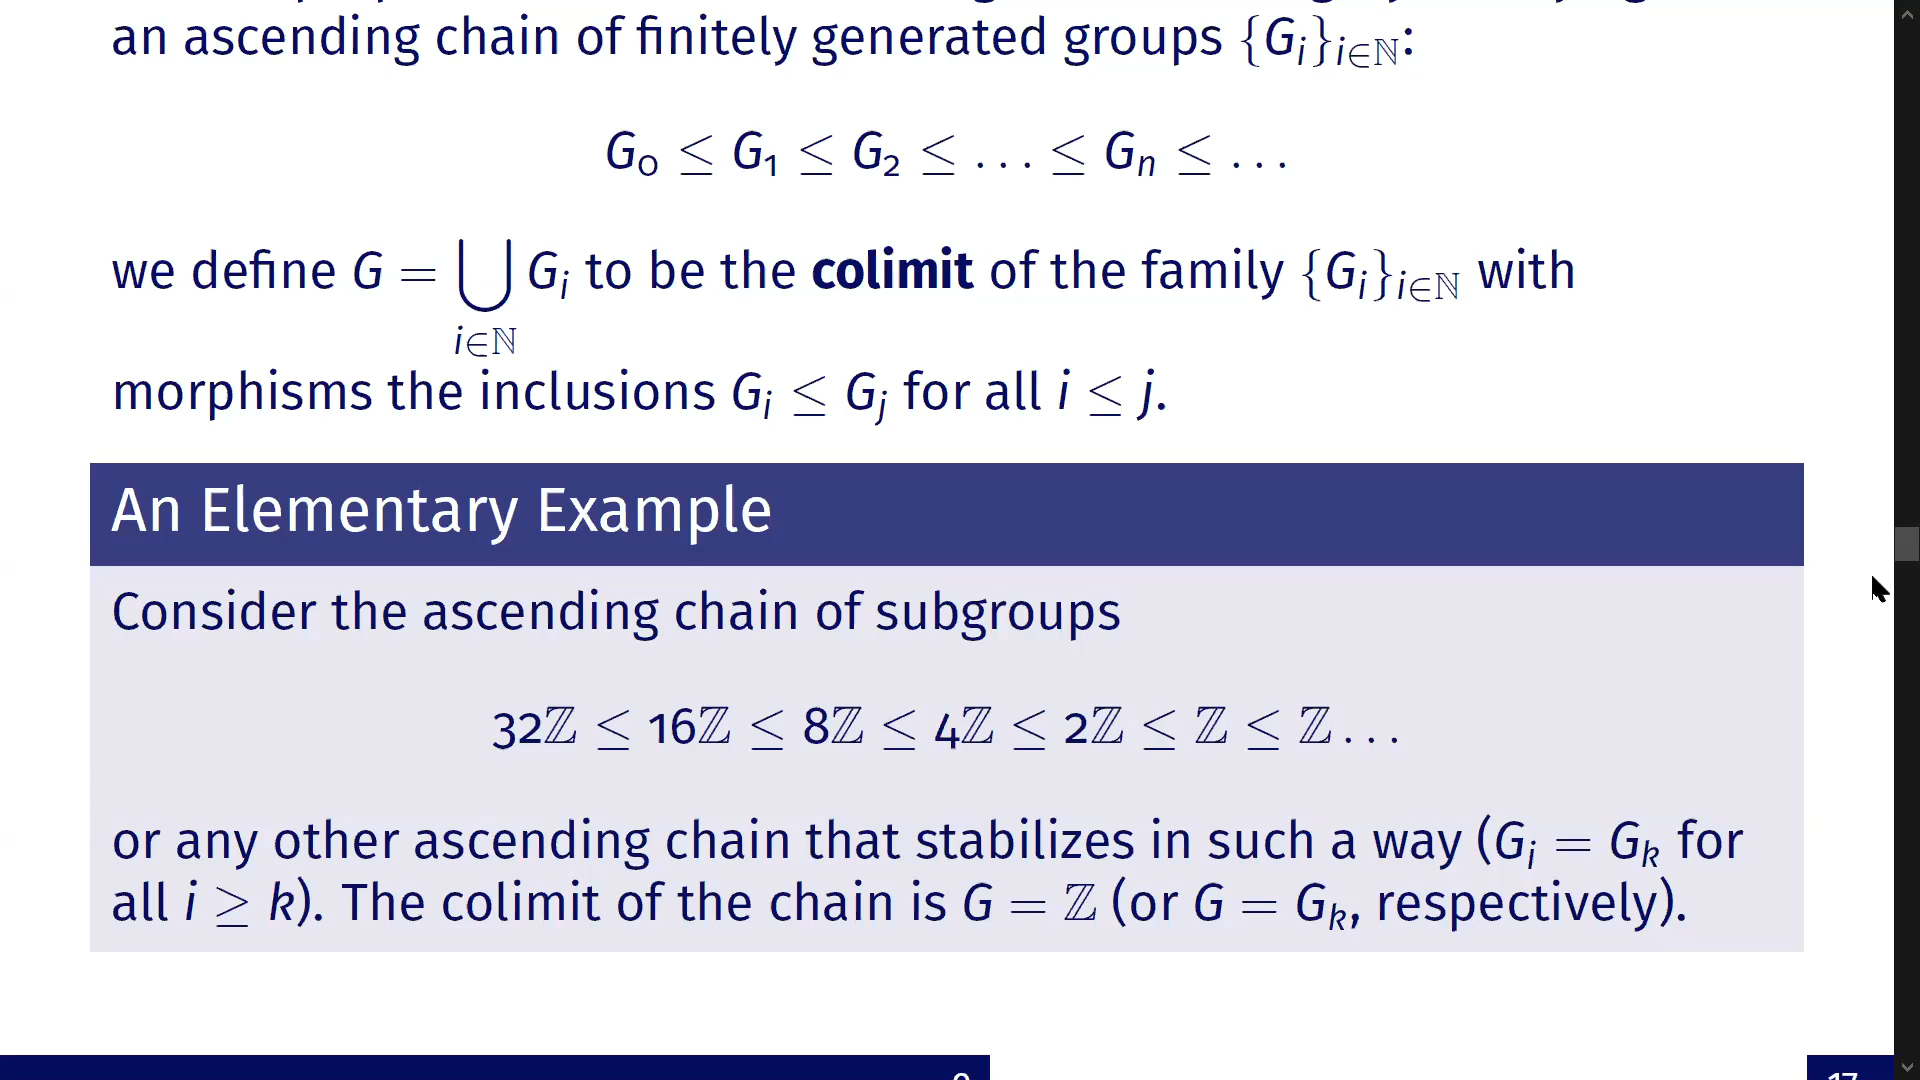 an ascending chain of finitely generated groups {G_i}_{i∈ℕ}:
G_0 ≤ G_1 ≤ G_2 ≤ . . . ≤ G_n ≤ . . .
we define G = ⋃_{i∈ℕ} G_i to be the colimit of the family {G_i}_{i∈ℕ} with
morphisms the inclusions G_i ≤ G_j for all i ≤ j.
An Elementary Example
Consider the ascending chain of subgroups
32ℤ ≤ 16ℤ ≤ 8ℤ ≤ 4ℤ ≤ 2ℤ ≤ ℤ ≤ ℤ . . .
or any other ascending chain that stabilizes in such a way (G_i = G_k for
all i ≥ k). The colimit of the chain is G = ℤ (or G = G_k, respectively).